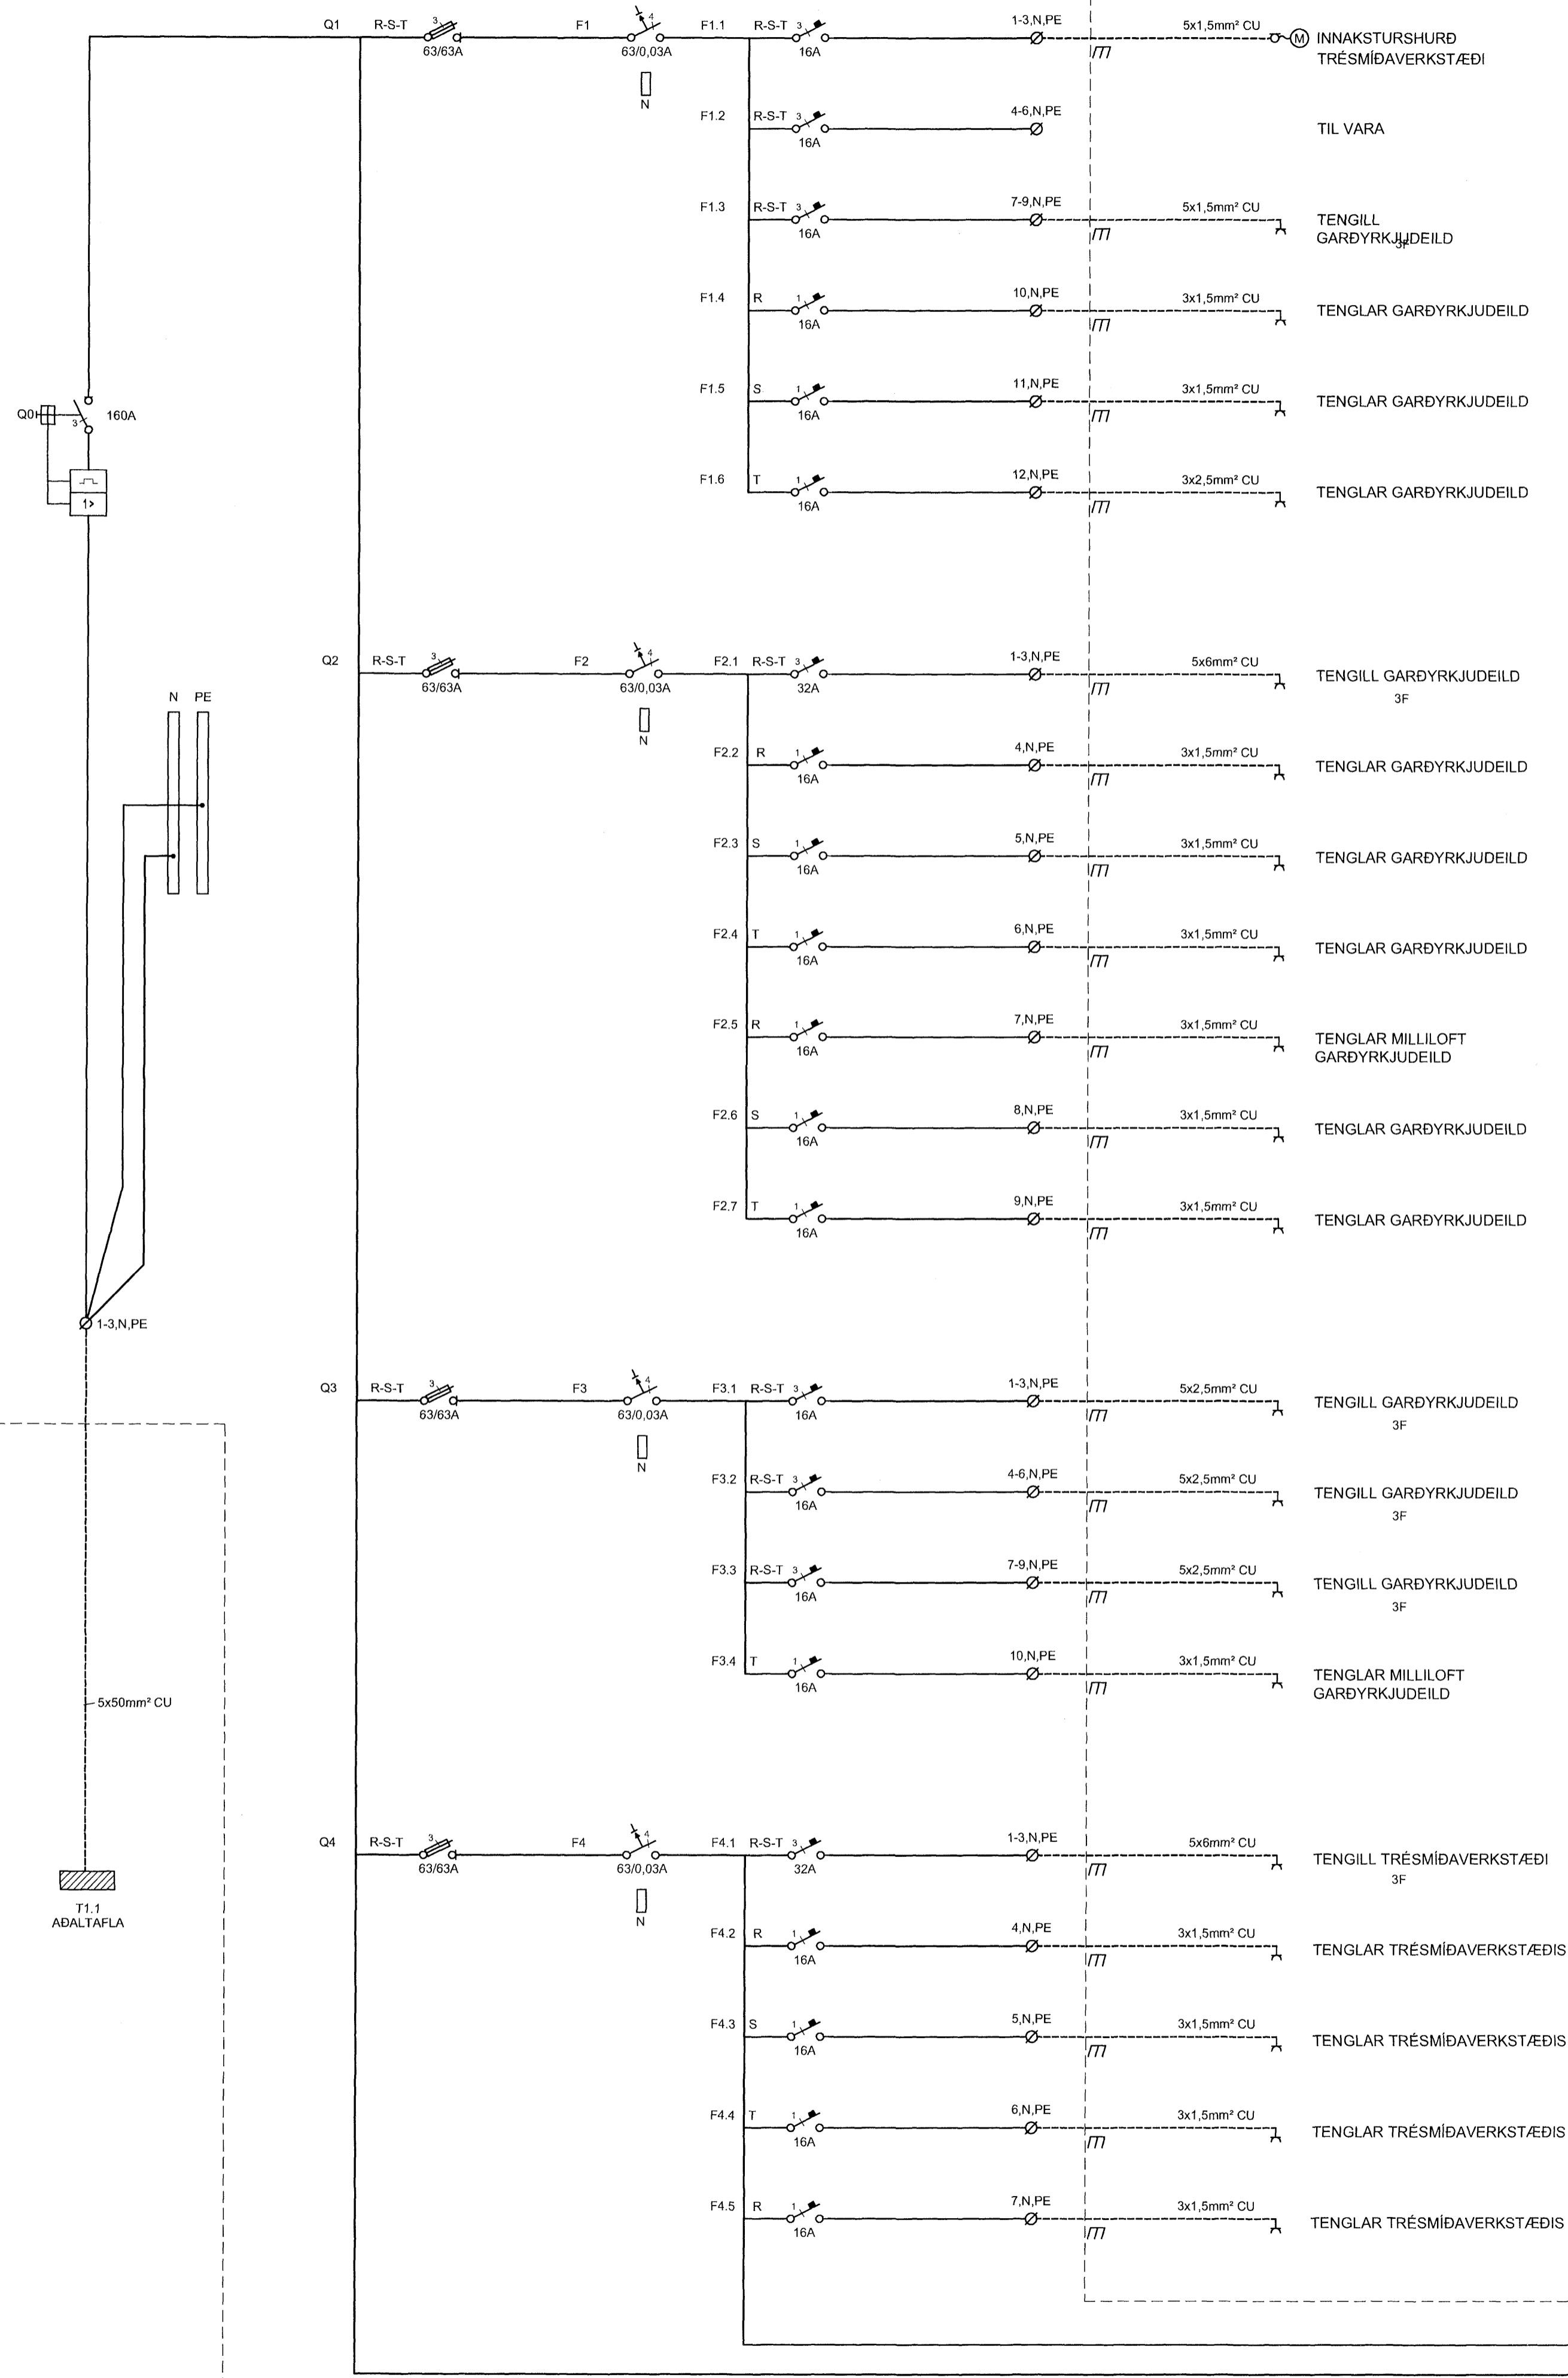 Q1 R-S-T 3 63/63A F1 4 63/0,03A N
F1.1 R-S-T 3 16A 1-3,N,PE 5x1,5mm² CU M INNAKSTURSHURÐ
TRÉSMÍÐAVERKSTÆÐI
F1.2 R-S-T 3 16A 4-6,N,PE TIL VARA
F1.3 R-S-T 3 16A 7-9,N,PE 5x1,5mm² CU TENGILL
GARÐYRKJUDEILD
3F
F1.4 R 1 16A 10,N,PE 3x1,5mm² CU TENGLAR GARÐYRKJUDEILD
F1.5 S 1 16A 11,N,PE 3x1,5mm² CU TENGLAR GARÐYRKJUDEILD
Q0 3 160A
1>
F1.6 T 1 16A 12,N,PE 3x2,5mm² CU TENGLAR GARÐYRKJUDEILD
Q2 R-S-T 3 63/63A F2 4 63/0,03A N
F2.1 R-S-T 3 32A 1-3,N,PE 5x6mm² CU TENGILL GARÐYRKJUDEILD
3F
N PE
F2.2 R 1 16A 4,N,PE 3x1,5mm² CU TENGLAR GARÐYRKJUDEILD
F2.3 S 1 16A 5,N,PE 3x1,5mm² CU TENGLAR GARÐYRKJUDEILD
F2.4 T 1 16A 6,N,PE 3x1,5mm² CU TENGLAR GARÐYRKJUDEILD
F2.5 R 1 16A 7,N,PE 3x1,5mm² CU TENGLAR MILLILOFT
GARÐYRKJUDEILD
F2.6 S 1 16A 8,N,PE 3x1,5mm² CU TENGLAR GARÐYRKJUDEILD
F2.7 T 1 16A 9,N,PE 3x1,5mm² CU TENGLAR GARÐYRKJUDEILD
1-3,N,PE
Q3 R-S-T 3 63/63A F3 4 63/0,03A N
F3.1 R-S-T 3 16A 1-3,N,PE 5x2,5mm² CU TENGILL GARÐYRKJUDEILD
3F
F3.2 R-S-T 3 16A 4-6,N,PE 5x2,5mm² CU TENGILL GARÐYRKJUDEILD
3F
F3.3 R-S-T 3 16A 7-9,N,PE 5x2,5mm² CU TENGILL GARÐYRKJUDEILD
3F
F3.4 T 1 16A 10,N,PE 3x1,5mm² CU TENGLAR MILLILOFT
GARÐYRKJUDEILD
5x50mm² CU
Q4 R-S-T 3 63/63A F4 4 63/0,03A N
F4.1 R-S-T 3 32A 1-3,N,PE 5x6mm² CU TENGILL TRÉSMÍÐAVERKSTÆÐI
3F
T1.1
AÐALTAFLA
F4.2 R 1 16A 4,N,PE 3x1,5mm² CU TENGLAR TRÉSMÍÐAVERKSTÆÐIS
F4.3 S 1 16A 5,N,PE 3x1,5mm² CU TENGLAR TRÉSMÍÐAVERKSTÆÐIS
F4.4 T 1 16A 6,N,PE 3x1,5mm² CU TENGLAR TRÉSMÍÐAVERKSTÆÐIS
F4.5 R 1 16A 7,N,PE 3x1,5mm² CU TENGLAR TRÉSMÍÐAVERKSTÆÐIS